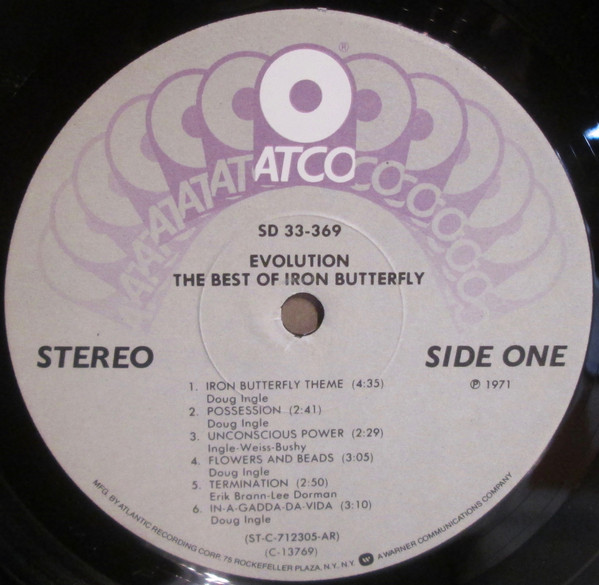 ®
ATCO
SD 33-369
EVOLUTION
THE BEST OF IRON BUTTERFLY
STEREO
SIDE ONE
℗ 1971
1. IRON BUTTERFLY THEME (4:35)
Doug Ingle
2. POSSESSION (2:41)
Doug Ingle
3. UNCONSCIOUS POWER (2:29)
Ingle-Weiss-Bushy
4. FLOWERS AND BEADS (3:05)
Doug Ingle
5. TERMINATION (2:50)
Erik Brann-Lee Dorman
6. IN-A-GADDA-DA-VIDA (3:10)
Doug Ingle
(ST-C-712305-AR)
(C-13769)
MFG. BY ATLANTIC RECORDING CORP., 75 ROCKEFELLER PLAZA, N.Y., N.Y. A WARNER COMMUNICATIONS COMPANY